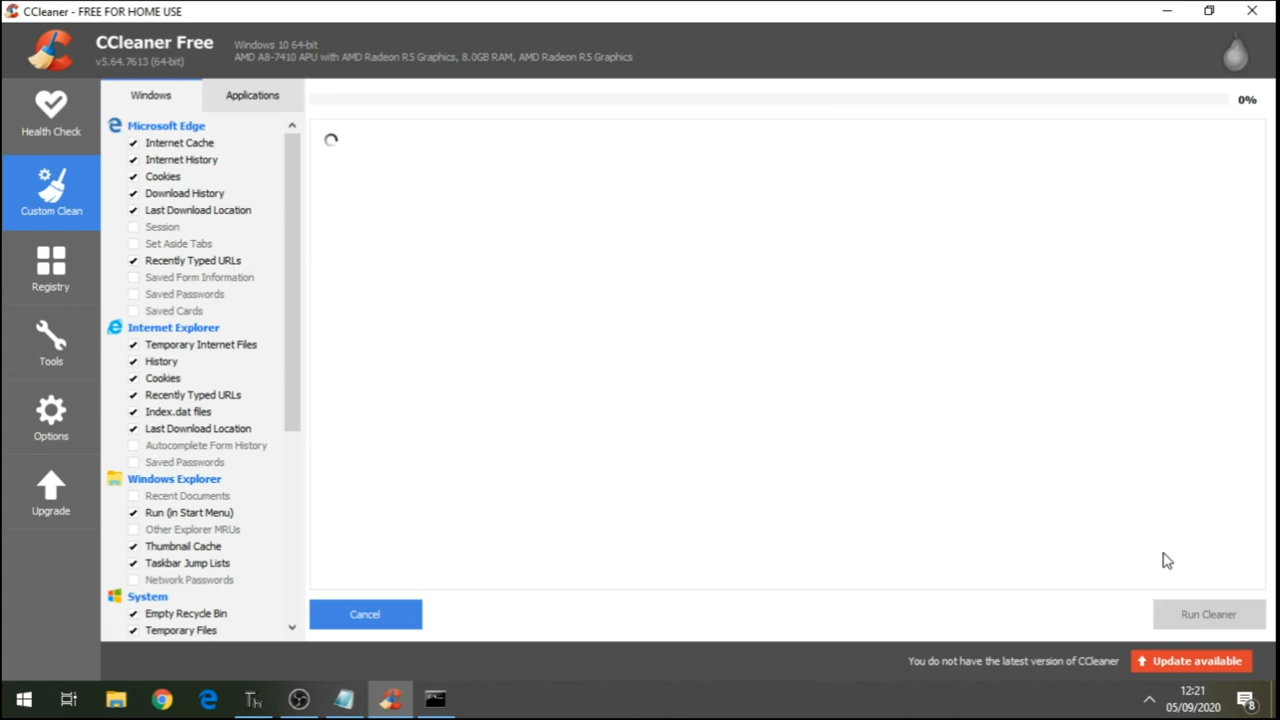 CCleaner - FREE FOR HOME USE
CCleaner Free
v5.64.7613 (64-bit)
Windows 10 64-bit
AMD A8-7410 APU with AMD Radeon R5 Graphics, 8.0GB RAM, AMD Radeon R5 Graphics
Health Check
Custom Clean
Registry
Tools
Options
Upgrade
Windows
Applications
Microsoft Edge
Internet Cache
Internet History
Cookies
Download History
Last Download Location
Session
Set Aside Tabs
Recently Typed URLs
Saved Form Information
Saved Passwords
Saved Cards
Internet Explorer
Temporary Internet Files
History
Cookies
Recently Typed URLs
Index.dat files
Last Download Location
Autocomplete Form History
Saved Passwords
Windows Explorer
Recent Documents
Run (in Start Menu)
Other Explorer MRUs
Thumbnail Cache
Taskbar Jump Lists
Network Passwords
System
Empty Recycle Bin
Temporary Files
0%
Cancel
Run Cleaner
You do not have the latest version of CCleaner
Update available
Th
12:21
05/09/2020
8